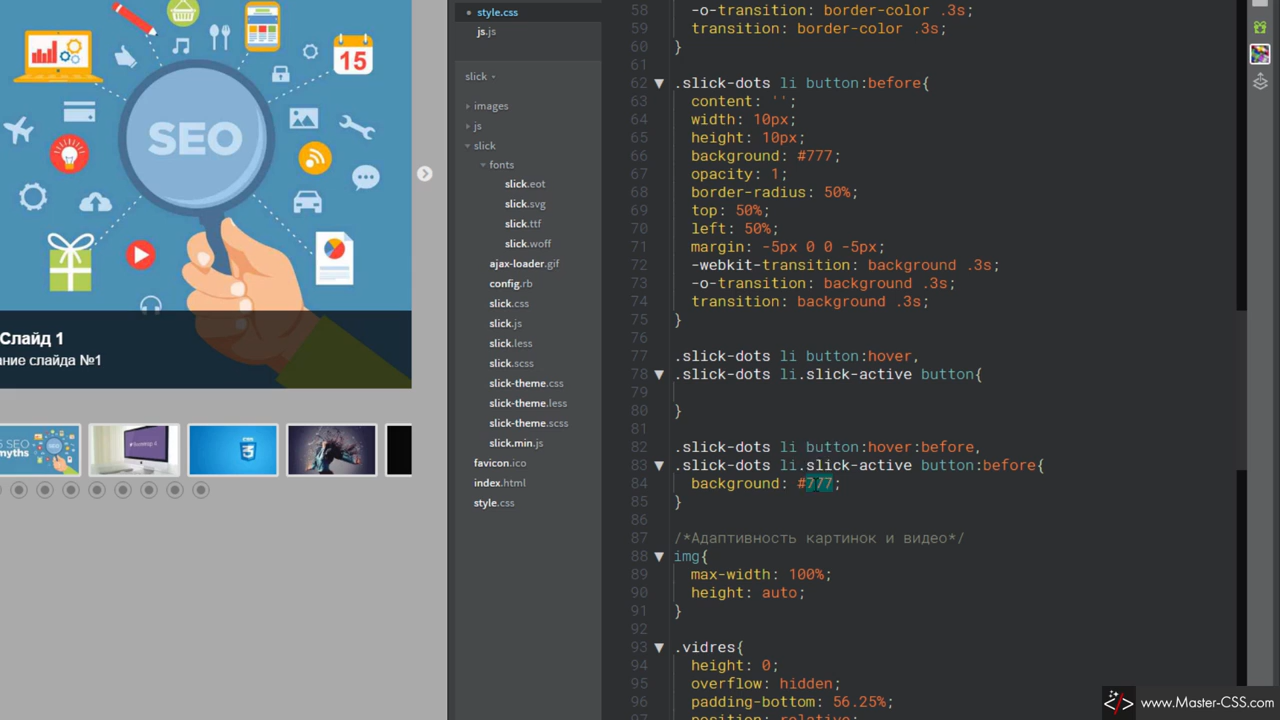 15
SEO
Слайд 1
ание слайда №1
SEO
myths
style.css
js.js
slick
images
js
slick
fonts
slick.eot
slick.svg
slick.ttf
slick.woff
ajax-loader.gif
config.rb
slick.css
slick.js
slick.less
slick.scss
slick-theme.css
slick-theme.less
slick-theme.scss
slick.min.js
favicon.ico
index.html
style.css
58 -o-transition: border-color .3s;
59 transition: border-color .3s;
60 }
61
62 .slick-dots li button:before{
63 content: '';
64 width: 10px;
65 height: 10px;
66 background: #777;
67 opacity: 1;
68 border-radius: 50%;
69 top: 50%;
70 left: 50%;
71 margin: -5px 0 0 -5px;
72 -webkit-transition: background .3s;
73 -o-transition: background .3s;
74 transition: background .3s;
75 }
76
77 .slick-dots li button:hover,
78 .slick-dots li.slick-active button{
79
80 }
81
82 .slick-dots li button:hover:before,
83 .slick-dots li.slick-active button:before{
84 background: #777;
85 }
86
87 /*Адаптивность картинок и видео*/
88 img{
89 max-width: 100%;
90 height: auto;
91 }
92
93 .vidres{
94 height: 0;
95 overflow: hidden;
96 padding-bottom: 56.25%;
97 position: relative;
www.Master-CSS.com